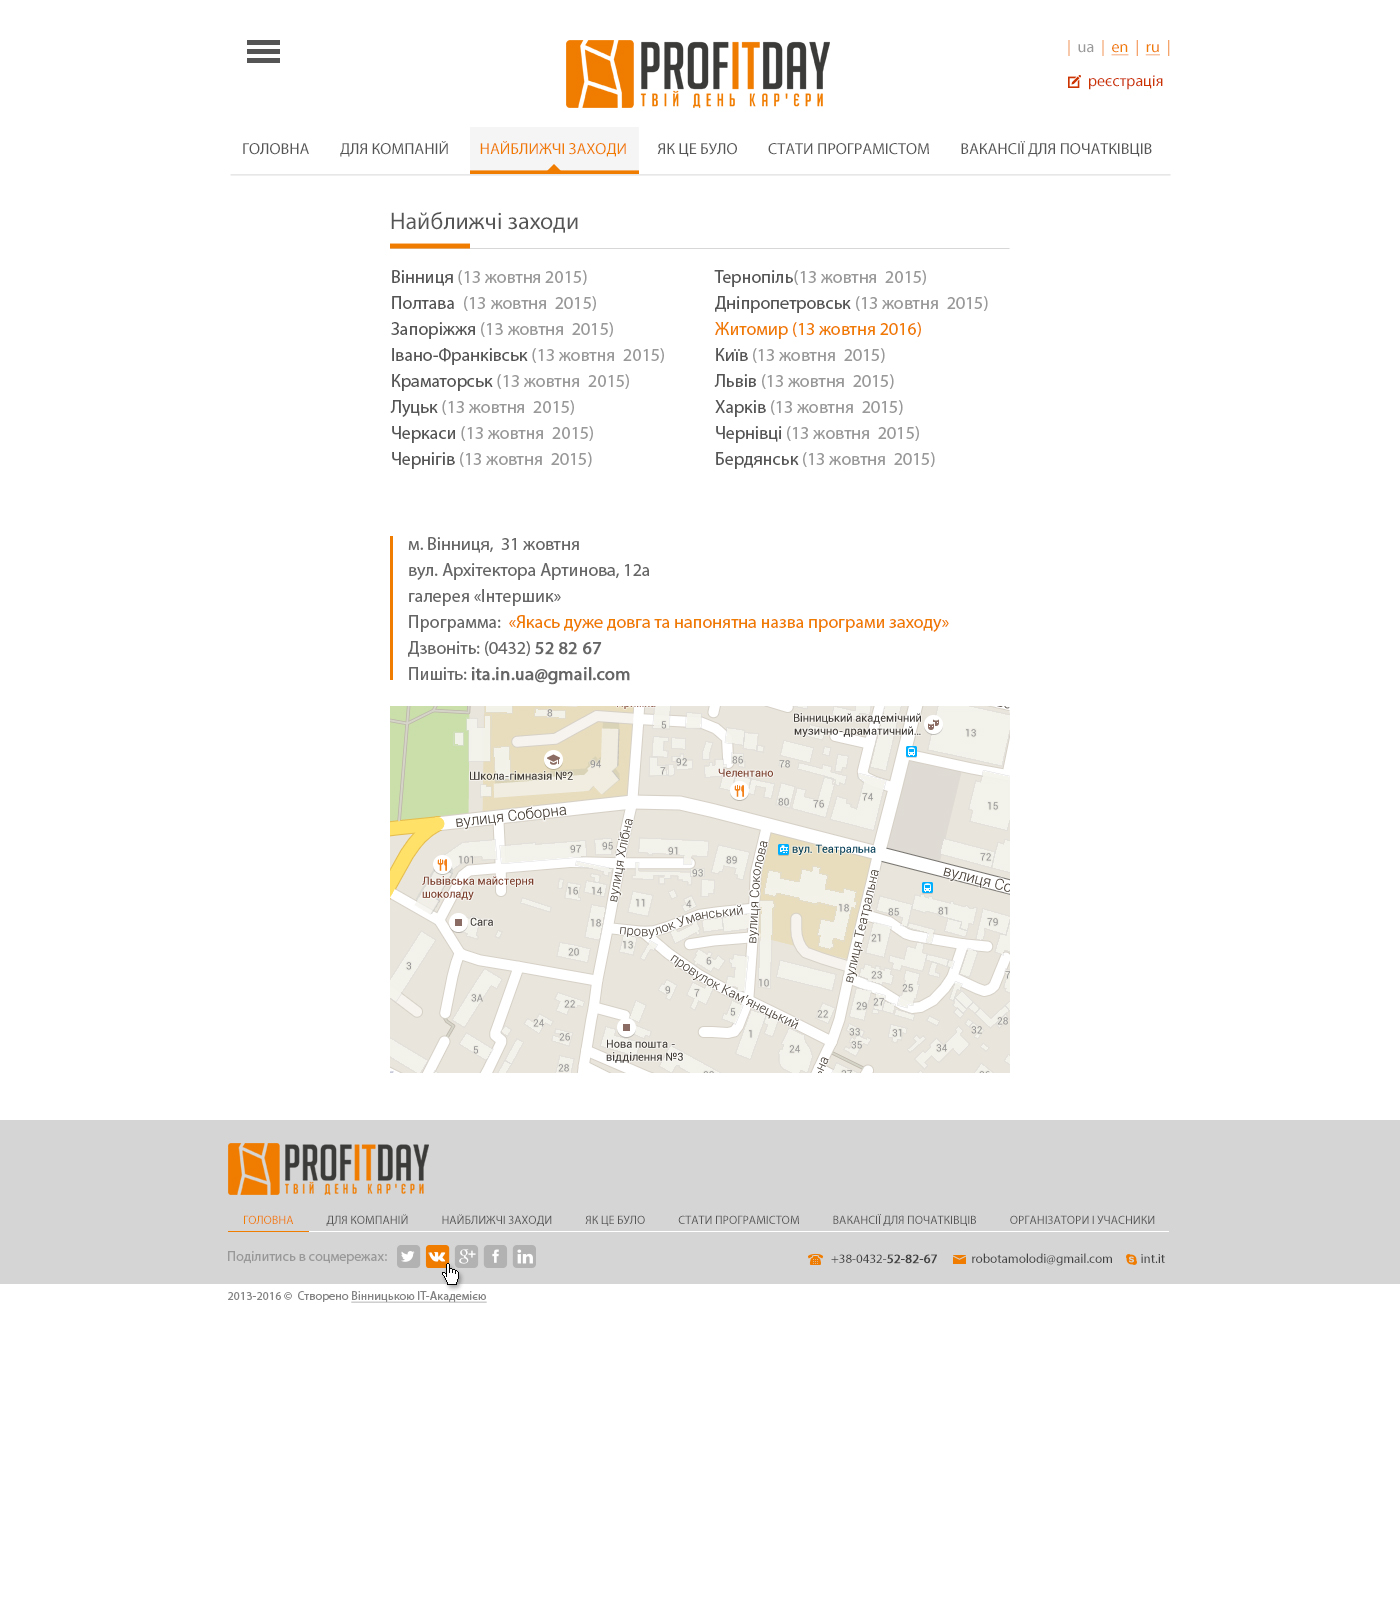 PROFITDAY
ТВІЙ ДЕНЬ КАР'ЄРИ
| ua | en | ru |
реєстрація
ГОЛОВНА ДЛЯ КОМПАНІЙ НАЙБЛИЖЧІ ЗАХОДИ ЯК ЦЕ БУЛО СТАТИ ПРОГРАМІСТОМ ВАКАНСІЇ ДЛЯ ПОЧАТКІВЦІВ
Найближчі заходи
Вінниця (13 жовтня 2015)
Полтава (13 жовтня 2015)
Запоріжжя (13 жовтня 2015)
Івано-Франківськ (13 жовтня 2015)
Краматорськ (13 жовтня 2015)
Луцьк (13 жовтня 2015)
Черкаси (13 жовтня 2015)
Чернігів (13 жовтня 2015)
Тернопіль(13 жовтня 2015)
Дніпропетровськ (13 жовтня 2015)
Житомир (13 жовтня 2016)
Київ (13 жовтня 2015)
Львів (13 жовтня 2015)
Харків (13 жовтня 2015)
Чернівці (13 жовтня 2015)
Бердянськ (13 жовтня 2015)
м. Вінниця, 31 жовтня
вул. Архітектора Артинова, 12а
галерея «Інтершик»
Программа: «Якась дуже довга та напонятна назва програми заходу»
Дзвоніть: (0432) 52 82 67
Пишіть: ita.in.ua@gmail.com
8
5
Вінницький академічний
музично-драматичний...
13
94
7
92
86
78
Школа-гімназія №2
Челентано
80
76
74
15
вулиця Соборна
97
95
91
89
вул. Театральна
72
101
93
вулиця Хлібна
вулиця Соколова
вулиця Театральна
вулиця Со
Львівська майстерня
шоколаду
16
14
11
4
18
85
81
79
Сага
18
провулок Уманський
13
21
20
3
6
10
23
7
провулок Кам'янецький
3А
22
9
7
5
22
25
29
27
24
26
1
33
31
28
5
35
34
32
Нова пошта -
відділення №3
24
28
27
ьна
PROFITDAY
ТВІЙ ДЕНЬ КАР'ЄРИ
ГОЛОВНА ДЛЯ КОМПАНІЙ НАЙБЛИЖЧІ ЗАХОДИ ЯК ЦЕ БУЛО СТАТИ ПРОГРАМІСТОМ ВАКАНСІЇ ДЛЯ ПОЧАТКІВЦІВ ОРГАНІЗАТОРИ І УЧАСНИКИ
Поділитись в соцмережах:
+38-0432-52-82-67 robotamolodi@gmail.com int.it
2013-2016 © Створено Вінницькою ІТ-Академією